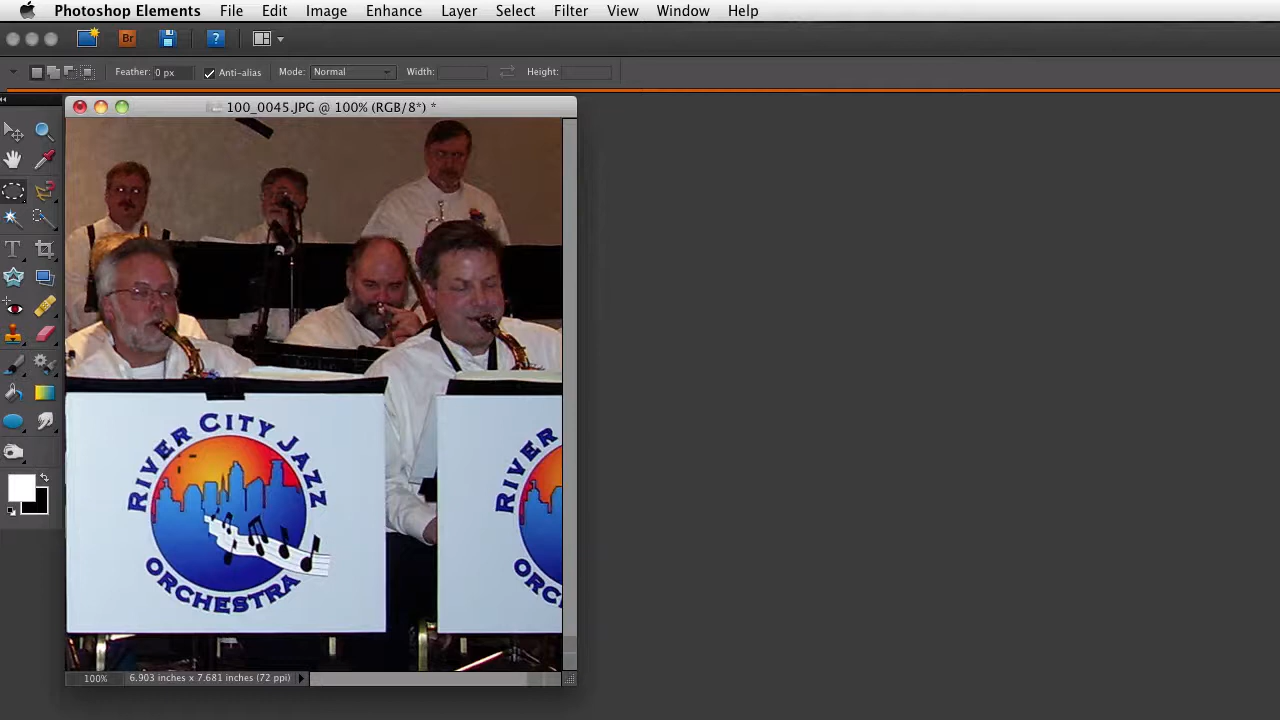 Photoshop Elements File Edit Image Enhance Layer Select Filter View Window Help
Br ?
Feather: 0 px Anti-alias Mode: Normal Width: Height:
100_0045.JPG @ 100% (RGB/8*) *
T
RIVER CITY JAZZ
ORCHESTRA
RIVER CI
ORC
100% 6.903 inches x 7.681 inches (72 ppi)